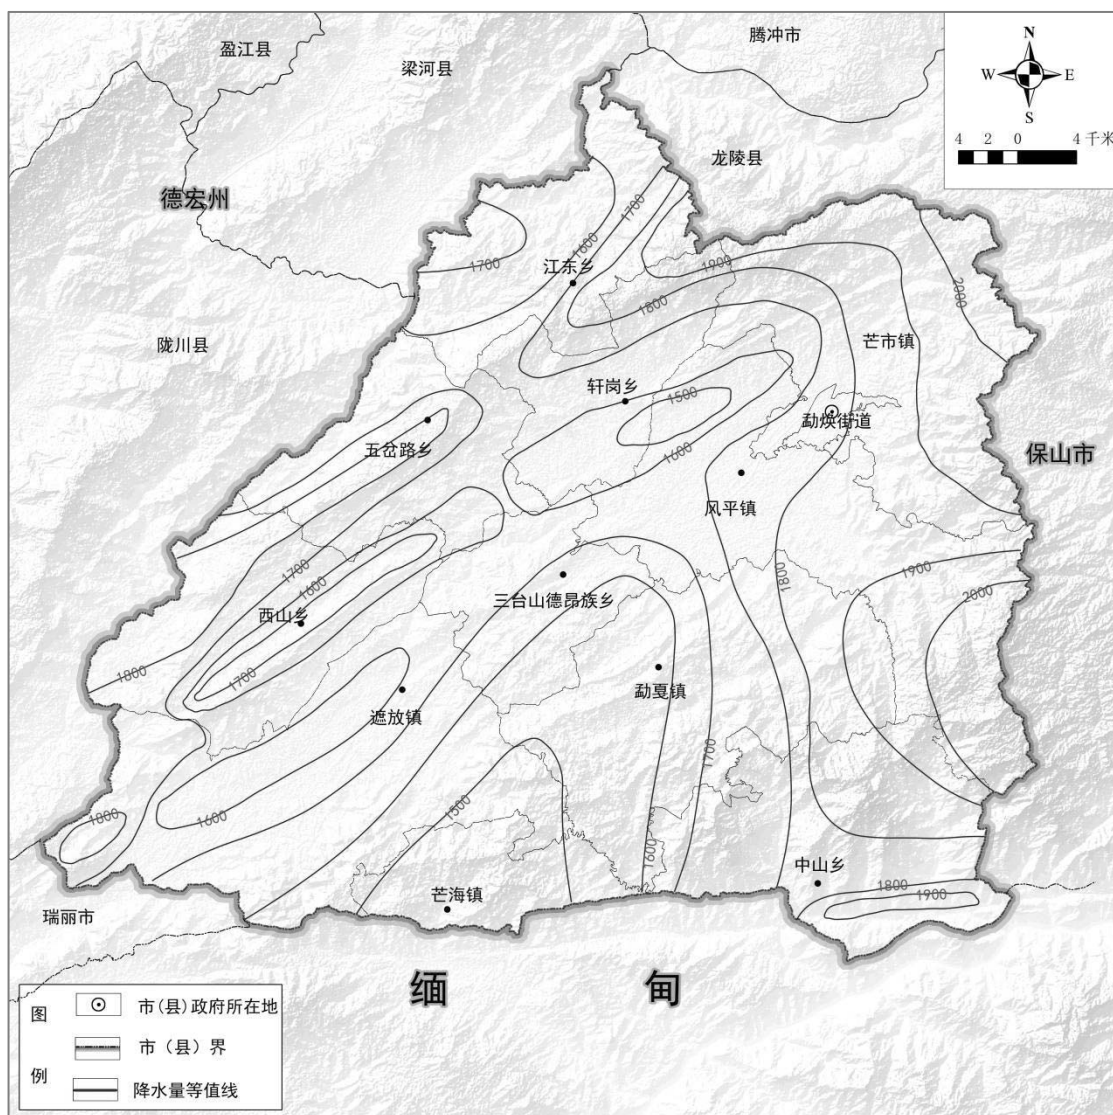 盈江县
梁河县
腾冲市
N
W
E
S
4 2 0 4 千米
龙陵县
德宏州
1700
1600
1700
江东乡
1900
2000
1800
陇川县
芒市镇
轩岗乡
1500
勐焕街道
五岔路乡
1600
保山市
风平镇
1700
1600
1800
1900
2000
三台山德昂族乡
西山乡
1800
1700
勐戛镇
遮放镇
1700
1500
1600
1800
1600
中山乡
1800
1900
芒海镇
瑞丽市
缅 甸
图 例
市(县)政府所在地
市（县）界
降水量等值线